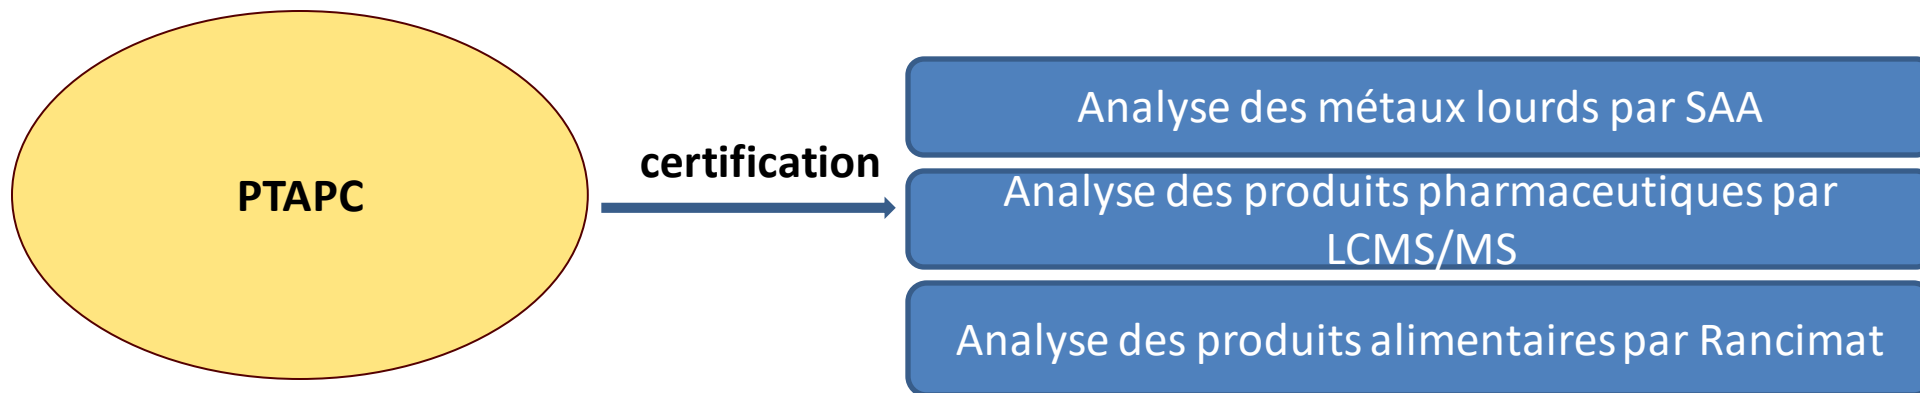 PTAPC
certification
Analyse des métaux lourds par SAA
Analyse des produits pharmaceutiques par
LCMS/MS
Analyse des produits alimentaires par Rancimat